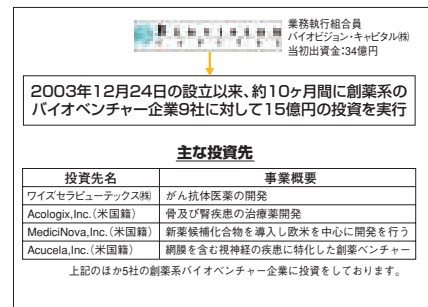 業務執行組合員
バイオビジョン・キャピタル㈱
当初出資金:34億円
2003年12月24日の設立以来、約10ヶ月間に創薬系の
バイオベンチャー企業9社に対して15億円の投資を実行
主な投資先
投資先名 事業概要
ワイズセラピューテックス㈱ がん抗体医薬の開発
Acologix,Inc.(米国籍) 骨及び腎疾患の治療薬開発
MediciNova,Inc.(米国籍) 新薬候補化合物を導入し欧米を中心に開発を行う
Acucela,Inc.(米国籍) 網膜を含む視神経の疾患に特化した創薬ベンチャー
上記のほか5社の創薬系バイオベンチャー企業に投資をしております。